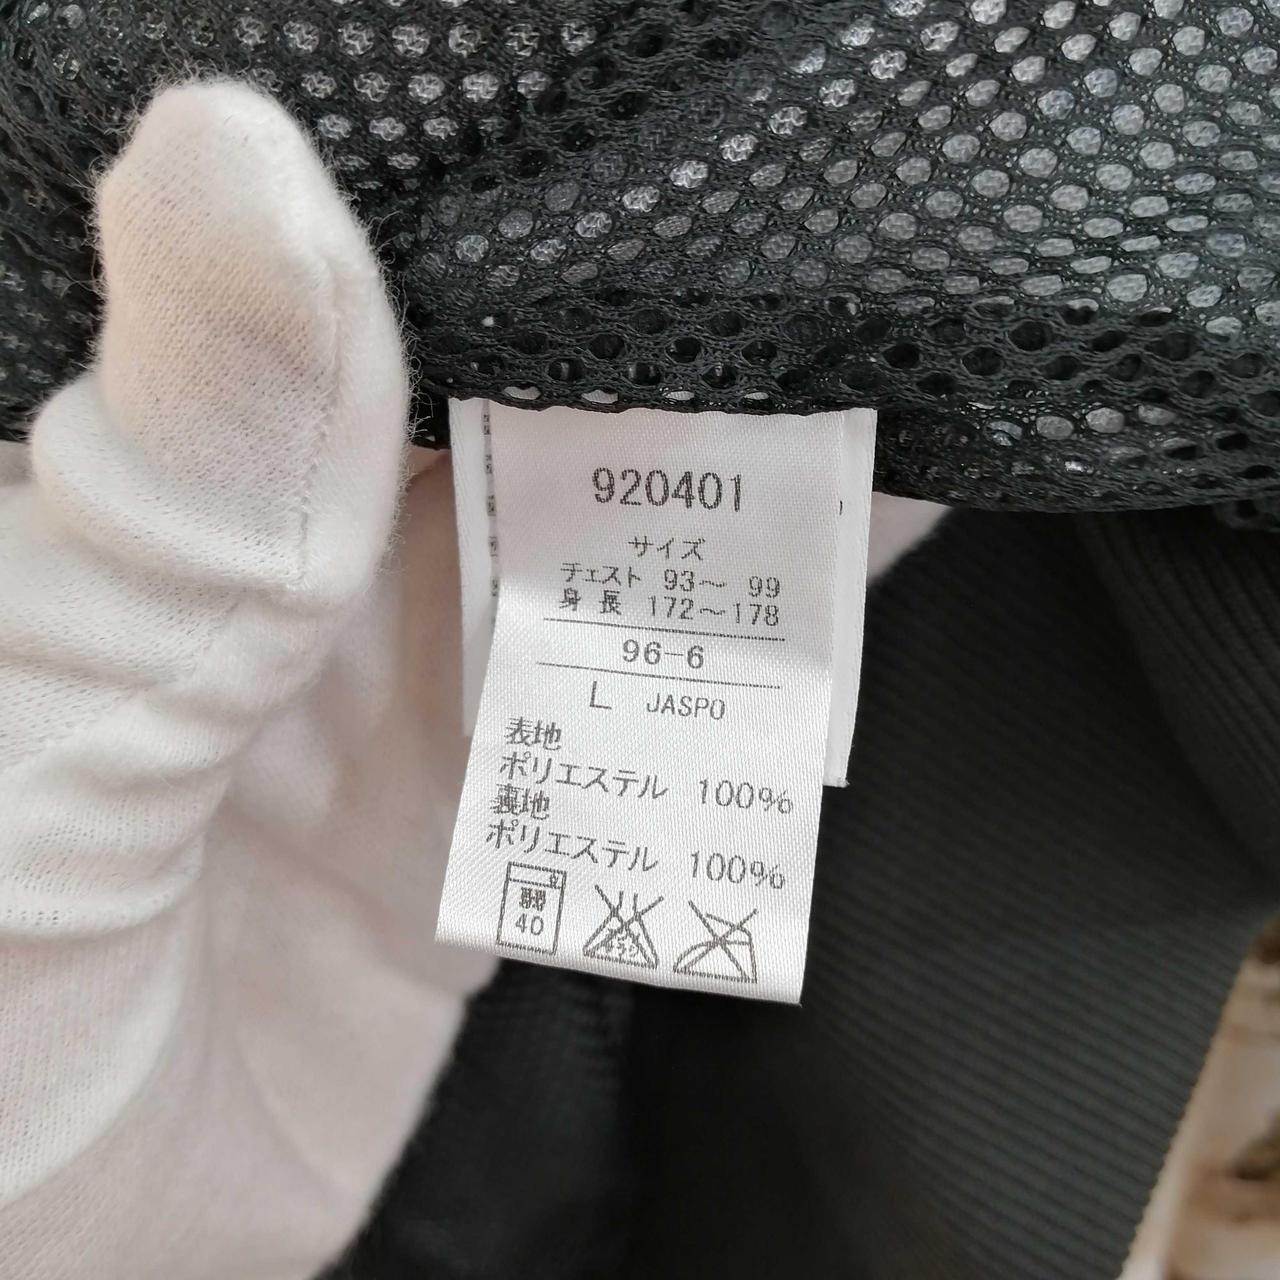 920401
サイズ
チェスト 93～ 99
身 長 172～178
96-6
L JASPO
表地
ポリエステル 100%
裏地
ポリエステル 100%
40